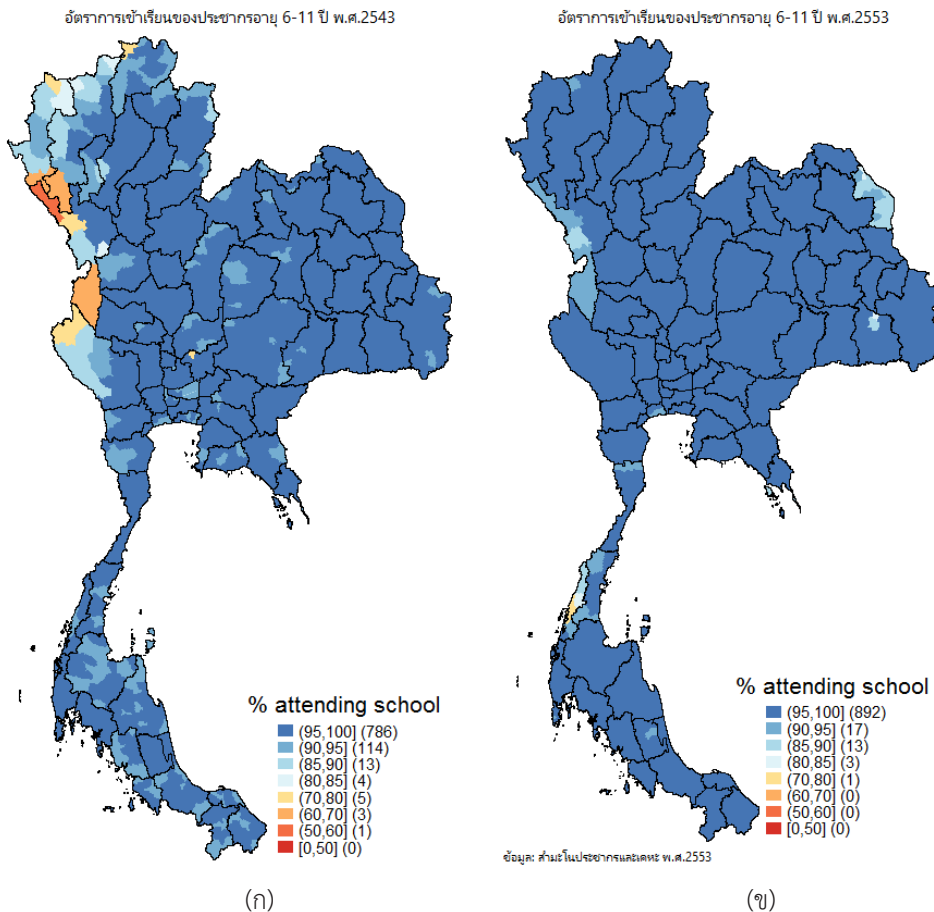 อัตราการเข้าเรียนของประชากรอายุ 6-11 ปี พ.ศ.2543
% attending school
(95,100] (786)
(90,95] (114)
(85,90] (13)
(80,85] (4)
(70,80] (5)
(60,70] (3)
(50,60] (1)
[0,50] (0)
(ก)
อัตราการเข้าเรียนของประชากรอายุ 6-11 ปี พ.ศ.2553
% attending school
(95,100] (892)
(90,95] (17)
(85,90] (13)
(80,85] (3)
(70,80] (1)
(60,70] (0)
(50,60] (0)
[0,50] (0)
ข้อมูล: สำมะโนประชากรและเคหะ พ.ศ.2553
(ข)